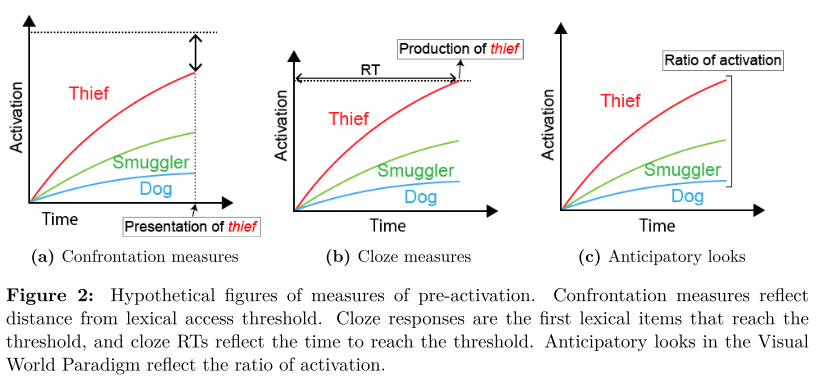 Activation
Thief
Smuggler
Dog
Time
Presentation of thief
(a) Confrontation measures
Production of thief
RT
Activation
Thief
Smuggler
Dog
Time
(b) Cloze measures
Ratio of activation
Activation
Thief
Smuggler
Dog
Time
(c) Anticipatory looks
Figure 2: Hypothetical figures of measures of pre-activation. Confrontation measures reflect
distance from lexical access threshold. Cloze responses are the first lexical items that reach the
threshold, and cloze RTs reflect the time to reach the threshold. Anticipatory looks in the Visual
World Paradigm reflect the ratio of activation.